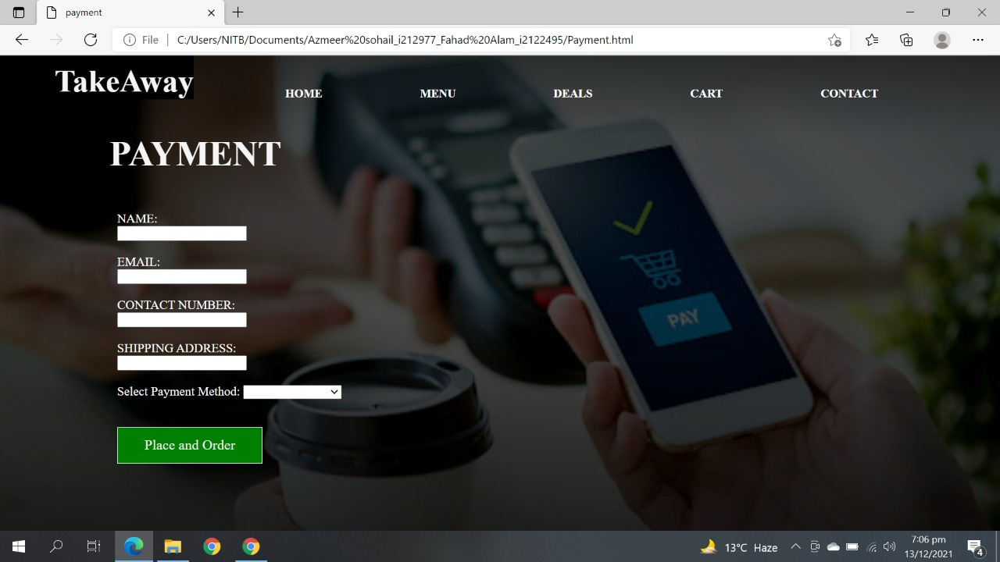 payment
File | C:/Users/NITB/Documents/Azmeer%20sohail_i212977_Fahad%20Alam_i2122495/Payment.html
TakeAway
HOME MENU DEALS CART CONTACT
PAYMENT
NAME:
EMAIL:
CONTACT NUMBER:
SHIPPING ADDRESS:
Select Payment Method:
Place and Order
PAY
13°C Haze
7:06 pm
13/12/2021
4